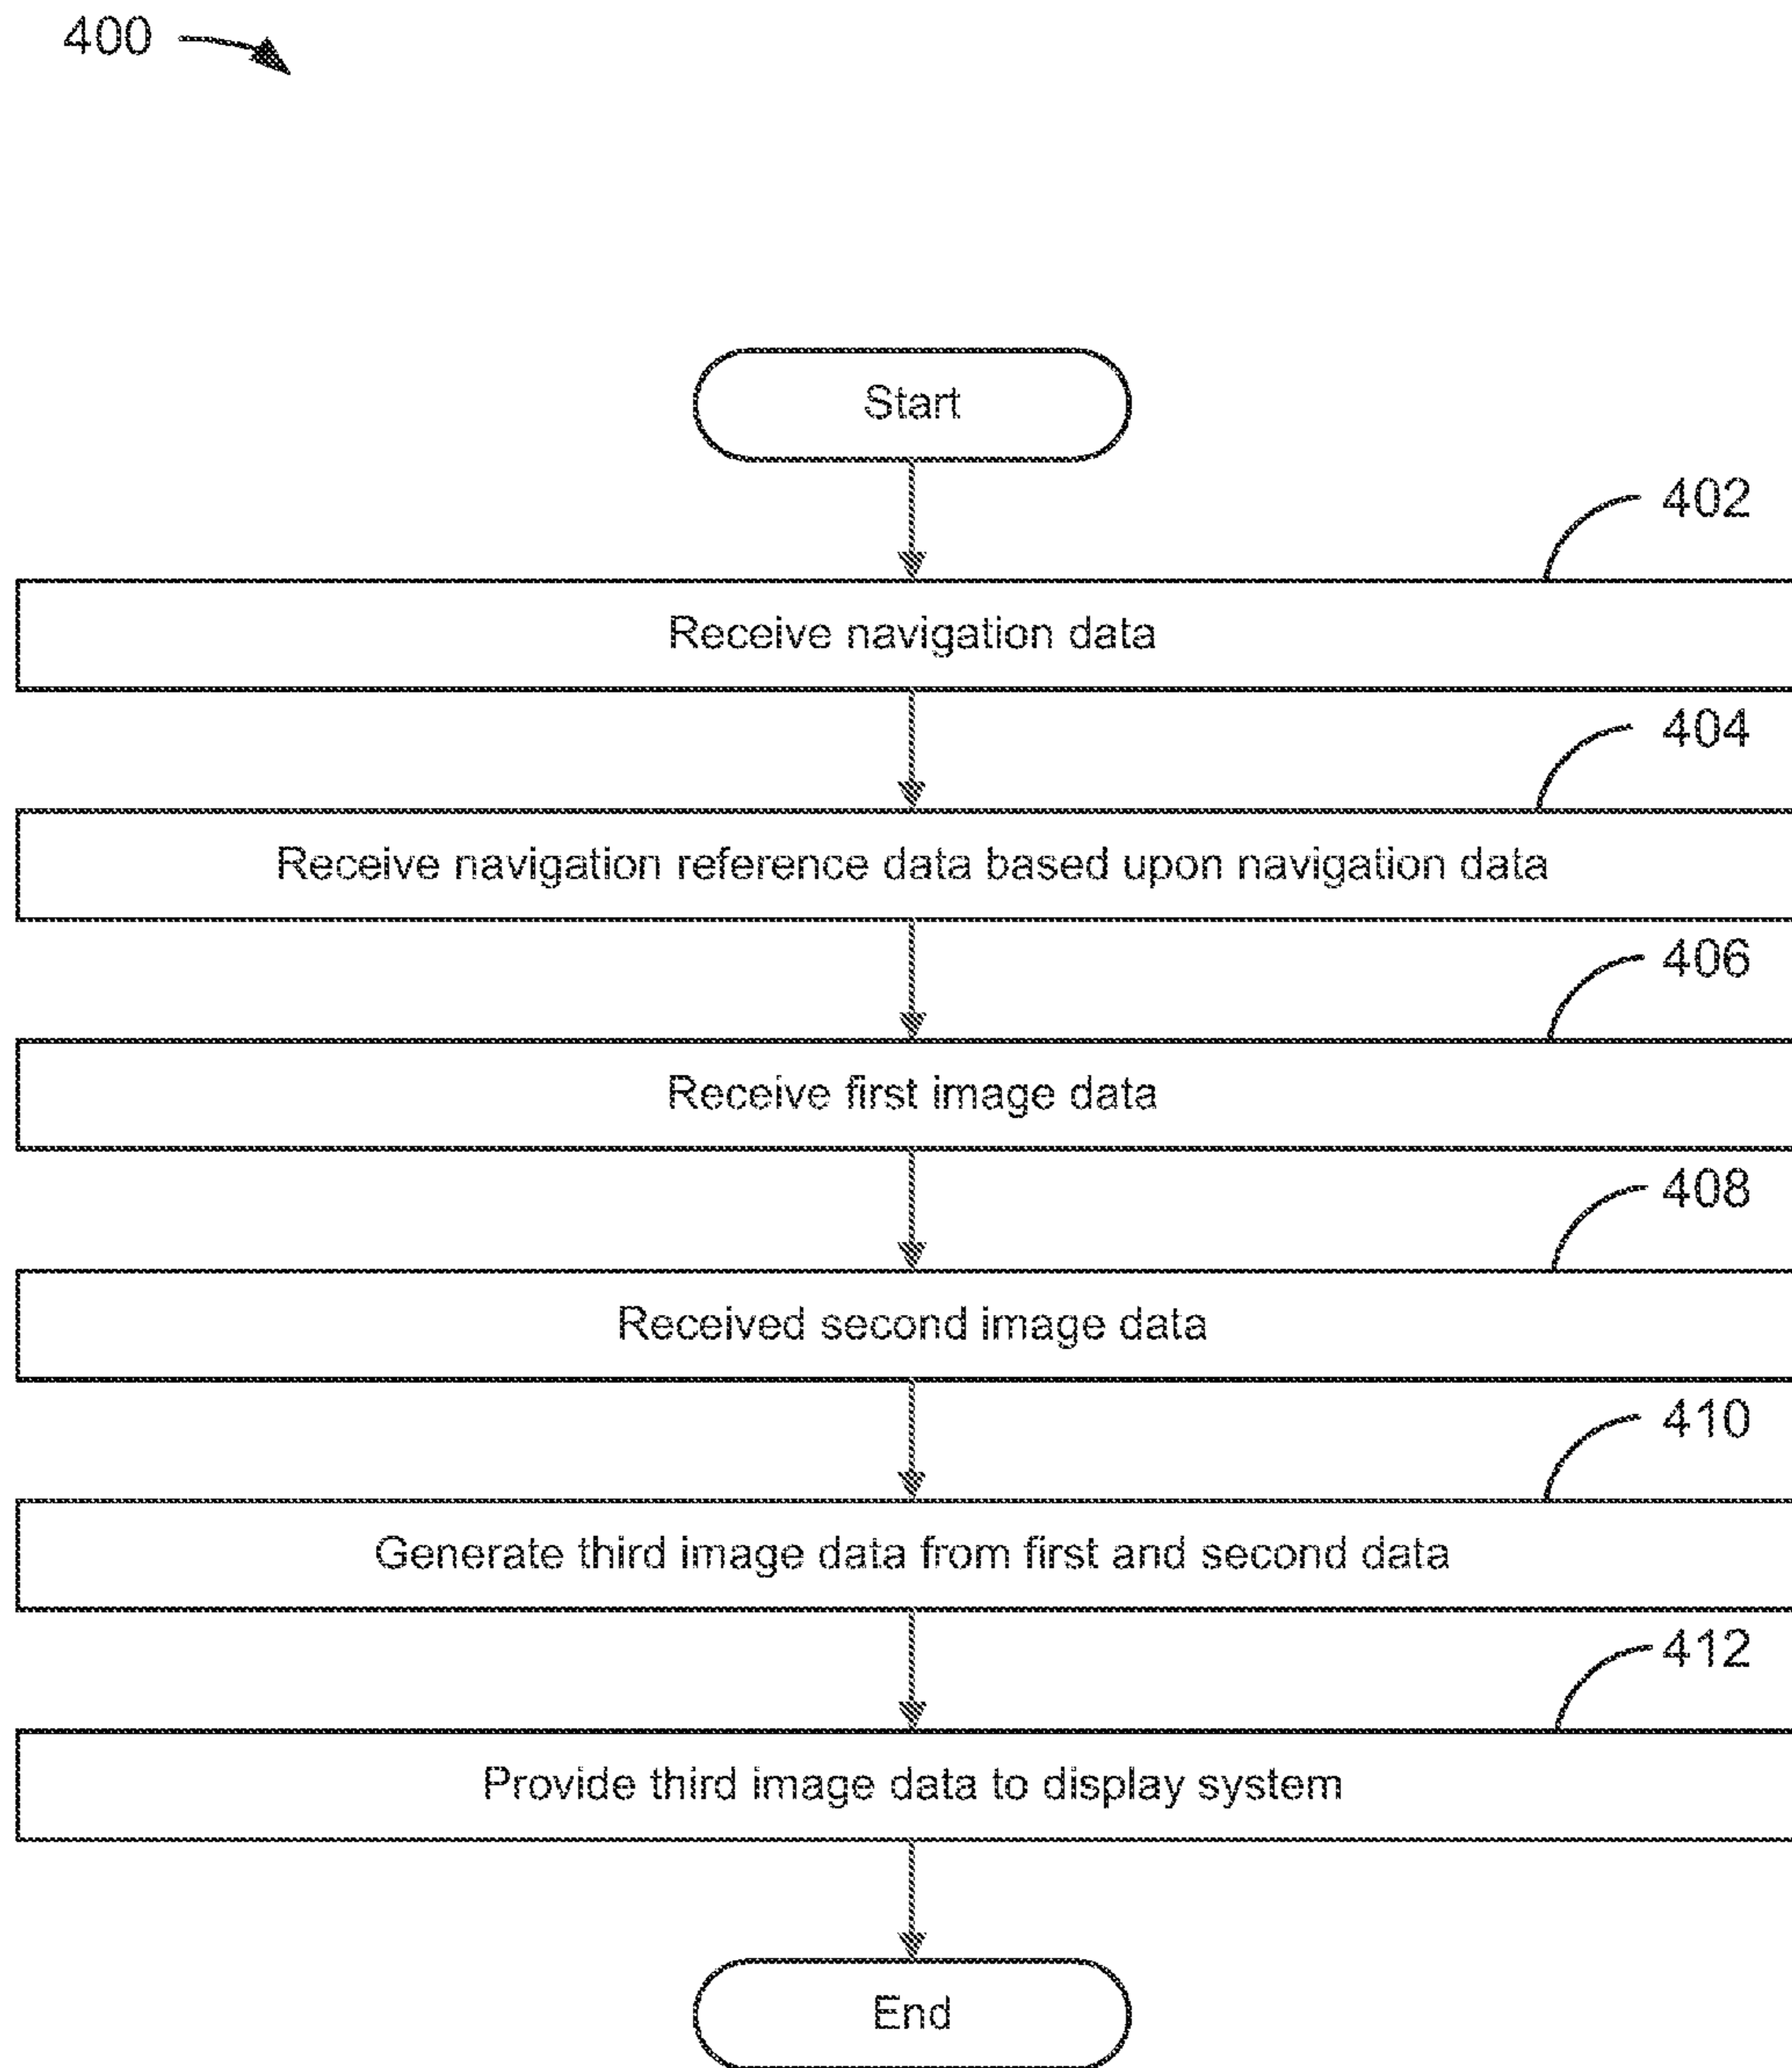 400
Start
402
Receive navigation data
404
Receive navigation reference data based upon navigation data
406
Receive first image data
408
Received second image data
410
Generate third image data from first and second data
412
Provide third image data to display system
End